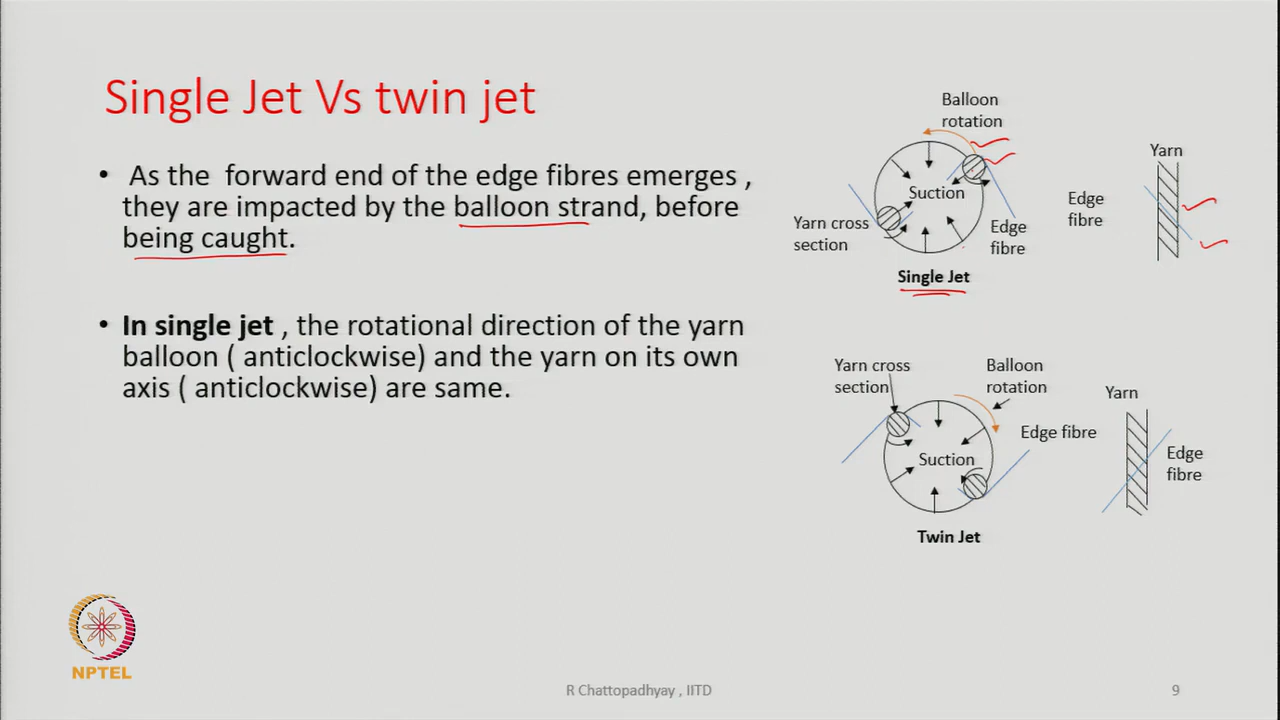 Single Jet Vs twin jet
• As the forward end of the edge fibres emerges ,
they are impacted by the balloon strand, before
being caught.
• In single jet , the rotational direction of the yarn
balloon ( anticlockwise) and the yarn on its own
axis ( anticlockwise) are same.
Balloon
rotation
Suction
Yarn cross
section
Edge
fibre
Single Jet
Yarn
Edge
fibre
Yarn cross
section
Balloon
rotation
Suction
Edge fibre
Twin Jet
Yarn
Edge
fibre
NPTEL
R Chattopadhyay , IITD
9